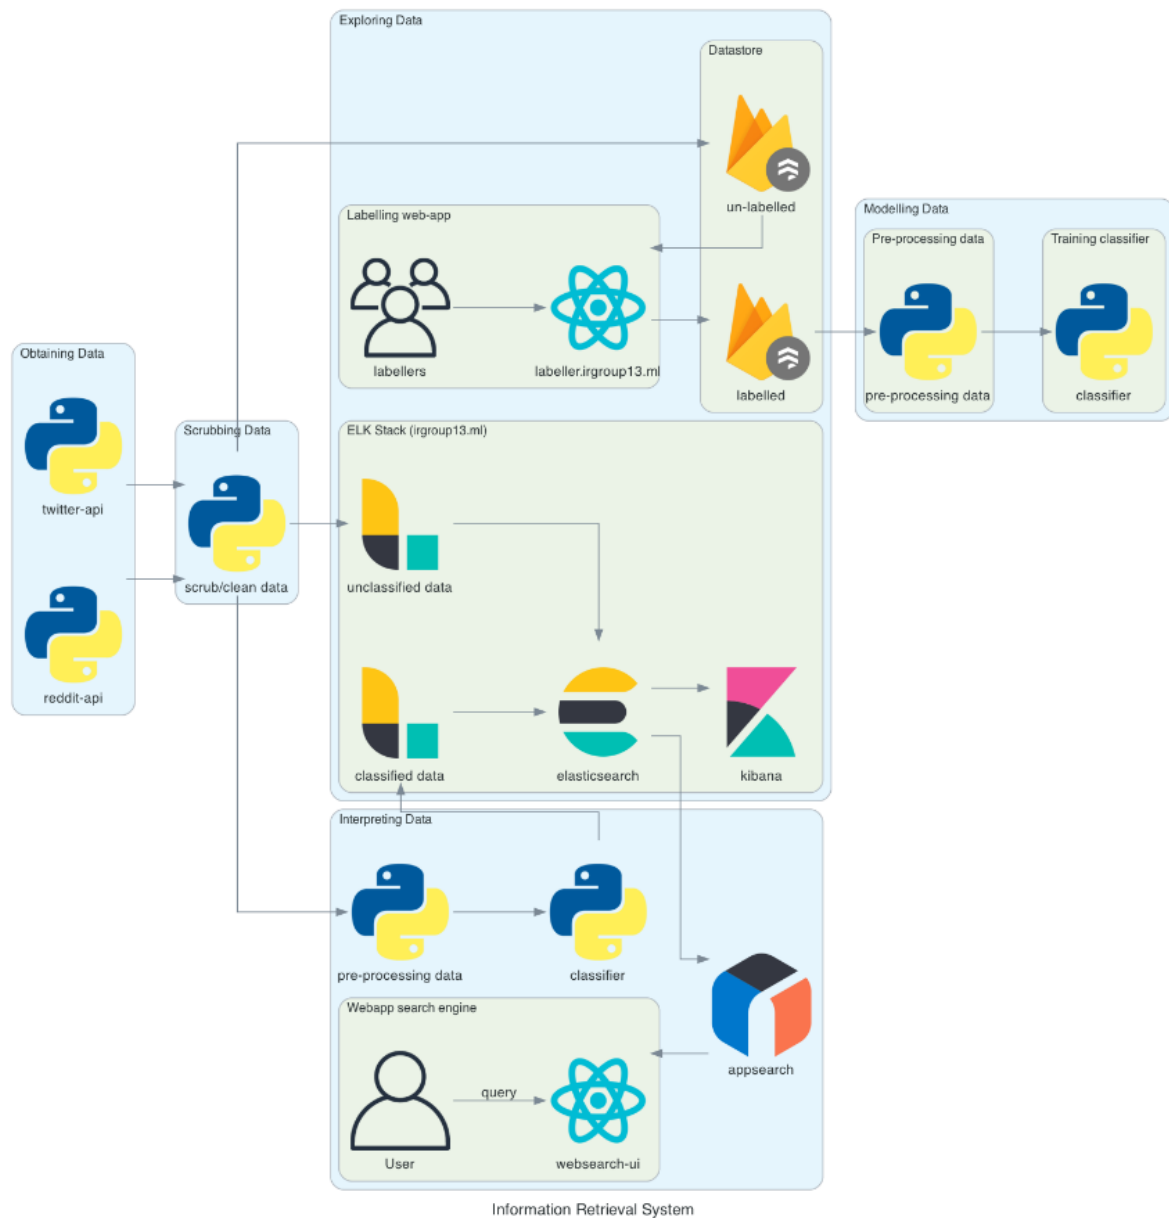 Exploring Data
Datastore
un-labelled
Labelling web-app
labellers
labeller.irgroup13.ml
labelled
Modelling Data
Pre-processing data
pre-processing data
Training classifier
classifier
Obtaining Data
twitter-api
reddit-api
Scrubbing Data
scrub/clean data
ELK Stack (irgroup13.ml)
unclassified data
classified data
elasticsearch
kibana
Interpreting Data
pre-processing data
classifier
appsearch
Webapp search engine
User
query
websearch-ui
Information Retrieval System